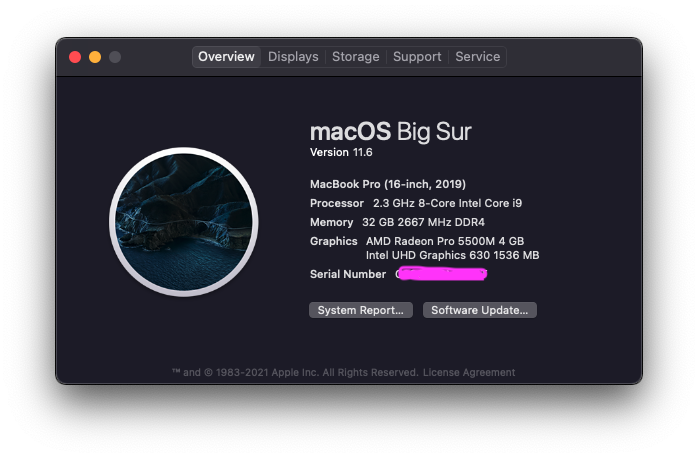 Overview Displays Storage Support Service
macOS Big Sur
Version 11.6
MacBook Pro (16-inch, 2019)
Processor 2.3 GHz 8-Core Intel Core i9
Memory 32 GB 2667 MHz DDR4
Graphics AMD Radeon Pro 5500M 4 GB
Intel UHD Graphics 630 1536 MB
Serial Number
System Report...
Software Update...
™ and © 1983-2021 Apple Inc. All Rights Reserved. License Agreement